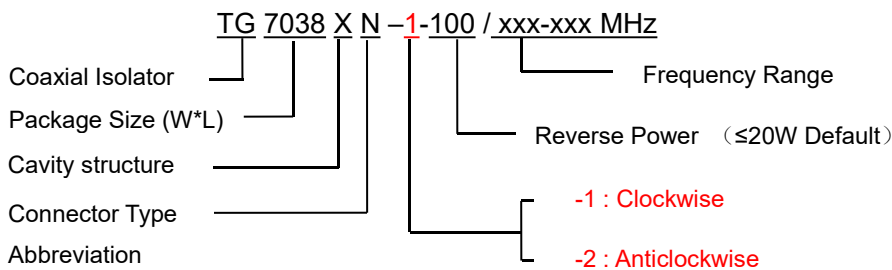 TG 7038 X N –1-100 / xxx-xxx MHz
Coaxial Isolator
Frequency Range
Package Size (W*L)
Reverse Power （≤20W Default）
Cavity structure
-1 : Clockwise
Connector Type
Abbreviation
-2 : Anticlockwise